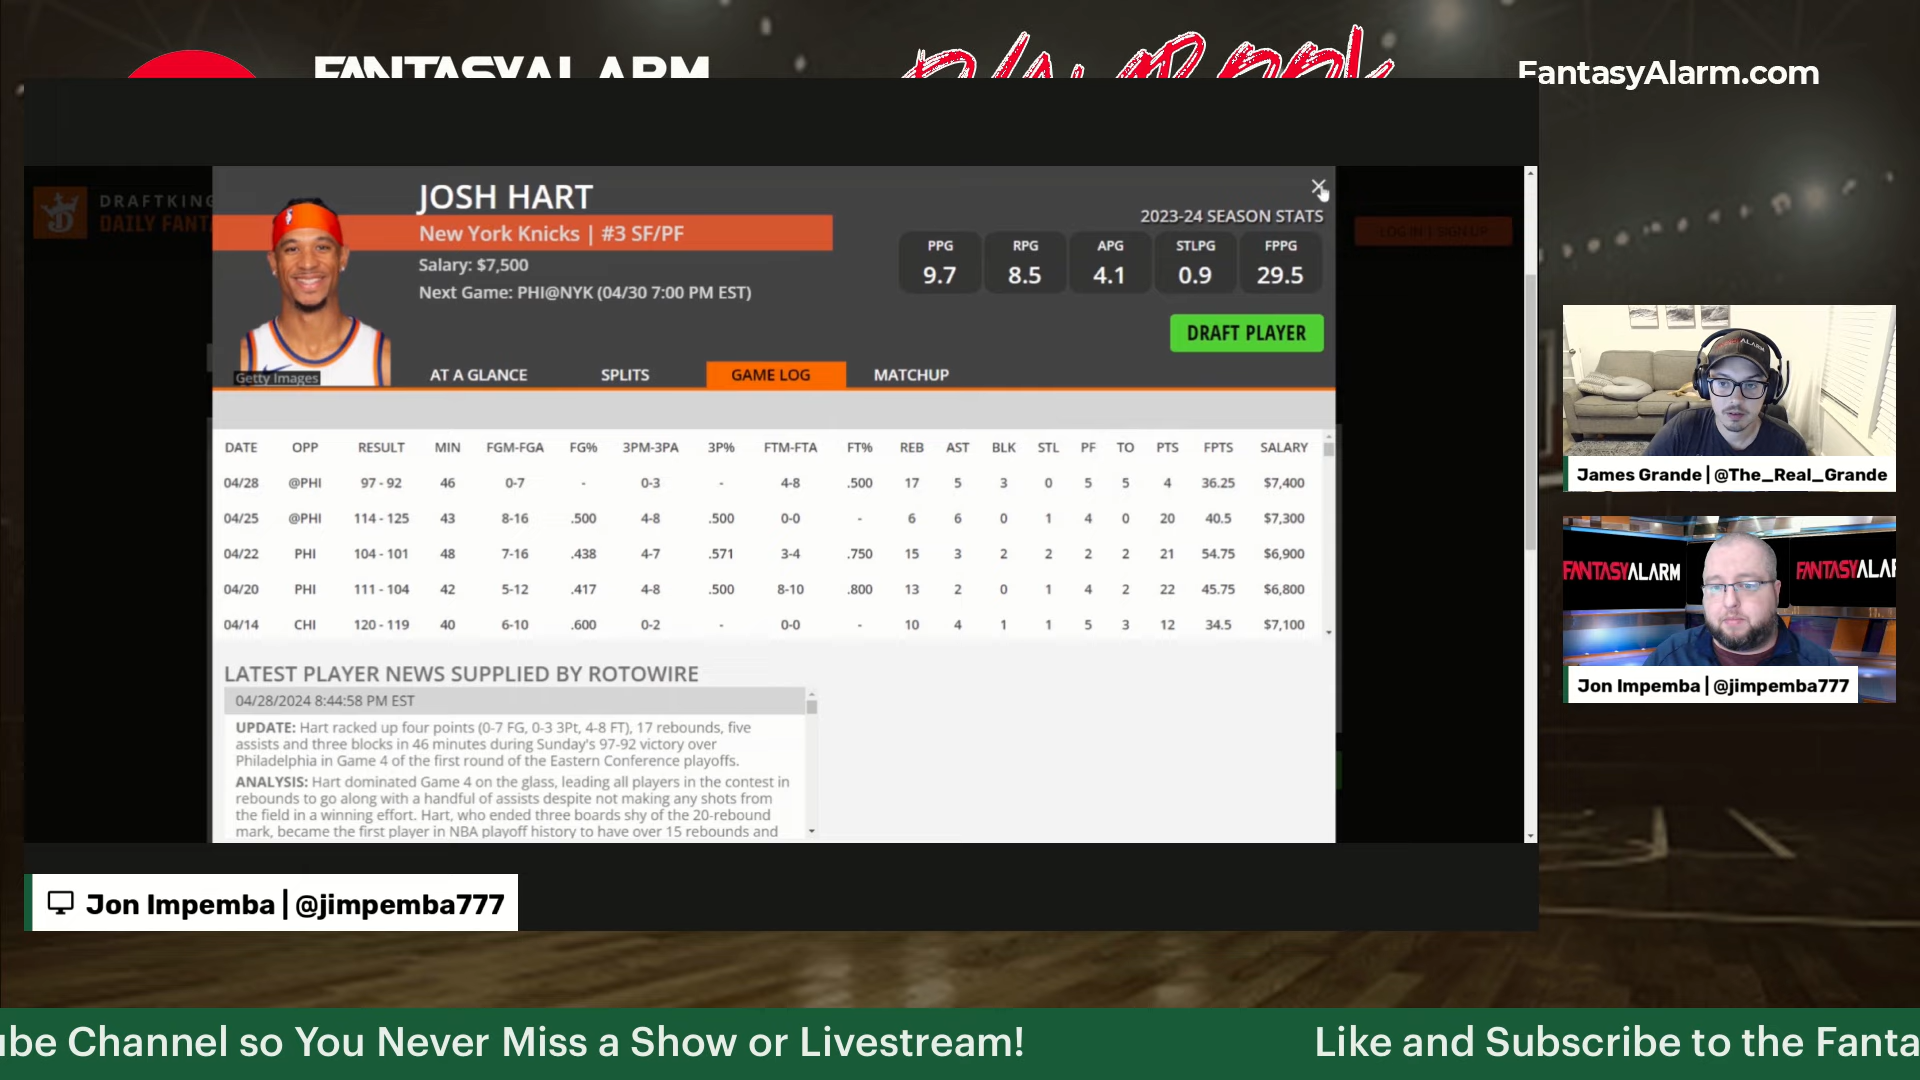 FANTASYALARM
PLAYER POOL
FantasyAlarm.com
DRAFTKING
DAILY FANT
JOSH HART
New York Knicks | #3 SF/PF
Salary: $7,500
Next Game: PHI@NYK (04/30 7:00 PM EST)
Getty Images
2023-24 SEASON STATS
PPG RPG APG STLPG FPPG
9.7 8.5 4.1 0.9 29.5
DRAFT PLAYER
LOG IN | SIGN UP
AT A GLANCE SPLITS GAME LOG MATCHUP
DATE OPP RESULT MIN FGM-FGA FG% 3PM-3PA 3P% FTM-FTA FT% REB AST BLK STL PF TO PTS FPTS SALARY
04/28 @PHI 97 - 92 46 0-7 - 0-3 - 4-8 .500 17 5 3 0 5 5 4 36.25 $7,400
04/25 @PHI 114 - 125 43 8-16 .500 4-8 .500 0-0 - 6 6 0 1 4 0 20 40.5 $7,300
04/22 PHI 104 - 101 48 7-16 .438 4-7 .571 3-4 .750 15 3 2 2 2 2 21 54.75 $6,900
04/20 PHI 111 - 104 42 5-12 .417 4-8 .500 8-10 .800 13 2 0 1 4 2 22 45.75 $6,800
04/14 CHI 120 - 119 40 6-10 .600 0-2 - 0-0 - 10 4 1 1 5 3 12 34.5 $7,100
LATEST PLAYER NEWS SUPPLIED BY ROTOWIRE
04/28/2024 8:44:58 PM EST
UPDATE: Hart racked up four points (0-7 FG, 0-3 3Pt, 4-8 FT), 17 rebounds, five
assists and three blocks in 46 minutes during Sunday's 97-92 victory over
Philadelphia in Game 4 of the first round of the Eastern Conference playoffs.
ANALYSIS: Hart dominated Game 4 on the glass, leading all players in the contest in
rebounds to go along with a handful of assists despite not making any shots from
the field in a winning effort. Hart, who ended three boards shy of the 20-rebound
mark, became the first player in NBA playoff history to have over 15 rebounds and
James Grande | @The_Real_Grande
FANTASYALARM
FANTASYALAR
Jon Impemba | @jimpemba777
Jon Impemba | @jimpemba777
ube Channel so You Never Miss a Show or Livestream!
Like and Subscribe to the Fanta